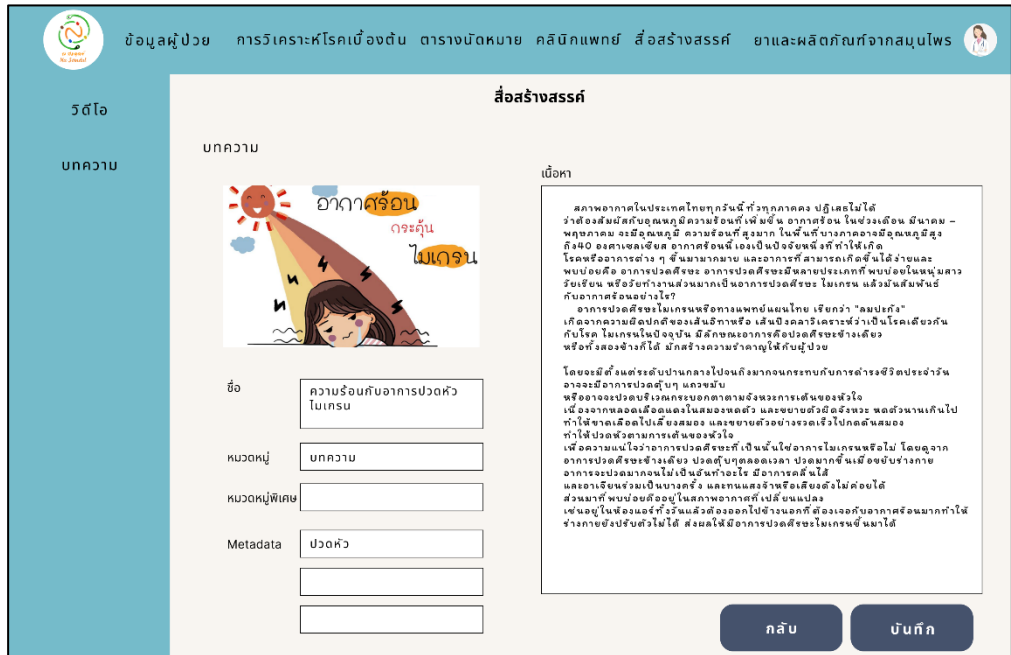 ข้อมูลผู้ป่วย การวิเคราะห์โรคเบื้องต้น ตารางนัดหมาย คลินิกแพทย์ สื่อสร้างสรรค์ ยาและผลิตภัณฑ์จากสมุนไพร
วิดีโอ
บทความ
สื่อสร้างสรรค์
บทความ
อากาศร้อน
กระตุ้น
ไมเกรน
ชื่อ
ความร้อนกับอาการปวดหัว
ไมเกรน
หมวดหมู่
บทความ
หมวดหมู่พิเศษ
Metadata
ปวดหัว
เนื้อหา
สภาพอากาศในประเทศไทยทุกวันนี้ ทั่วทุกภาคคง ปฏิเสธไม่ได้
ว่าต้องสัมผัสกับอุณหภูมิความร้อนที่เพิ่มขึ้น อากาศร้อน ในช่วงเดือน มีนาคม –
พฤษภาคม จะมีอุณหภูมิ ความร้อนที่สูงมาก ในพื้นที่บางภาคอาจมีอุณหภูมิสูง
ถึง40 องศาเซลเซียส อากาศร้อนนี้เองเป็นปัจจัยหนึ่งที่ทำให้เกิด
โรคหรืออาการต่าง ๆ ขึ้นมามากมาย และอาการที่สามารถเกิดขึ้นได้ง่ายและ
พบบ่อยคือ อาการปวดศีรษะ อาการปวดศีรษะมีหลายประเภทที่พบบ่อยในหนุ่มสาว
วัยเรียน หรือวัยทำงานส่วนมากเป็นอาการปวดศีรษะ ไมเกรน แล้วมันสัมพันธ์
กับอากาศร้อนอย่างไร?
อาการปวดศีรษะไมเกรนหรือทางแพทย์แผนไทย เรียกว่า "ลมปะกัง"
เกิดจากความผิดปกติของเส้นอิทาหรือ เส้นปิงคลาวิเคราะห์ว่าเป็นโรคเดียวกัน
กับโรค ไมเกรนในปัจจุบัน มีลักษณะอาการคือปวดศีรษะข้างเดียว
หรือทั้งสองข้างก็ได้ มักสร้างความรำคาญให้กับผู้ป่วย
โดยจะมีตั้งแต่ระดับปานกลางไปจนถึงมากจนกระทบกับการดำรงชีวิตประจำวัน
อาจจะมีอาการปวดตุ๊บๆ แถวขมับ
หรืออาจจะปวดบริเวณกระบอกตาตามจังหวะการเต้นของหัวใจ
เนื่องจากหลอดเลือดแดงในสมองหดตัว และขยายตัวผิดจังหวะ หดตัวนานเกินไป
ทำให้ขาดเลือดไปเลี้ยงสมอง และขยายตัวอย่างรวดเร็วไปกดดันสมอง
ทำให้ปวดหัวตามการเต้นของหัวใจ
เพื่อความแน่ใจว่าอาการปวดศีรษะที่เป็นนั้นใช่อาการไมเกรนหรือไม่ โดยดูจาก
อาการปวดศีรษะข้างเดียว ปวดตุ๊บๆตลอดเวลา ปวดมากขึ้นเมื่อขยับร่างกาย
อาการจะปวดมากจนไม่เป็นอันทำอะไร มีอาการคลื่นไส้
และอาเจียนร่วมเป็นบางครั้ง และทนแสงจ้าหรือเสียงดังไม่ค่อยได้
ส่วนมาที่พบบ่อยคืออยู่ในสภาพอากาศที่เปลี่ยนแปลง
เช่นอยู่ในห้องแอร์ทั้งวันแล้วต้องออกไปข้างนอกที่ต้องเจอกับอากาศร้อนมากทำให้
ร่างกายยังปรับตัวไม่ได้ ส่งผลให้มีอาการปวดศีรษะไมเกรนขึ้นมาได้
กลับ
บันทึก